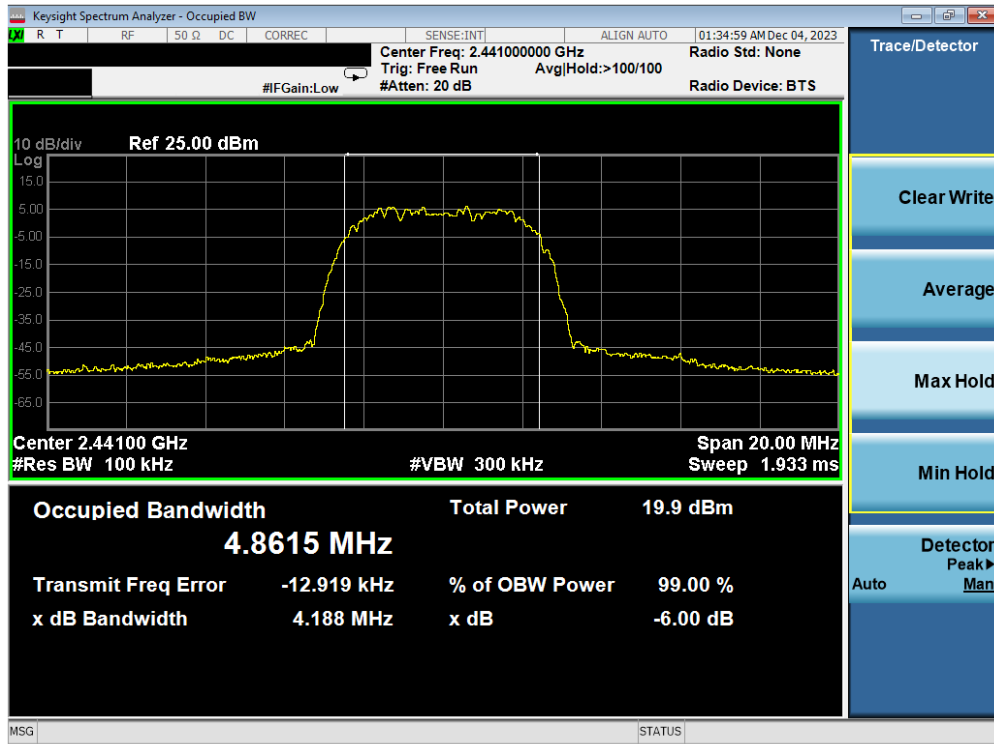 Keysight Spectrum Analyzer - Occupied BW
LXI R T RF 50 Ω DC CORREC SENSE:INT ALIGN AUTO 01:34:59 AM Dec 04, 2023
Center Freq: 2.441000000 GHz Radio Std: None
Trig: Free Run Avg|Hold:>100/100
#IFGain:Low #Atten: 20 dB Radio Device: BTS
Trace/Detector
10 dB/div Ref 25.00 dBm
Log
15.0
5.00
-5.00
-15.0
-25.0
-35.0
-45.0
-55.0
-65.0
Center 2.44100 GHz Span 20.00 MHz
#Res BW 100 kHz #VBW 300 kHz Sweep 1.933 ms
Occupied Bandwidth Total Power 19.9 dBm
4.8615 MHz
Transmit Freq Error -12.919 kHz % of OBW Power 99.00 %
x dB Bandwidth 4.188 MHz x dB -6.00 dB
Clear Write
Average
Max Hold
Min Hold
Detector
Peak▶
Auto Man
MSG STATUS